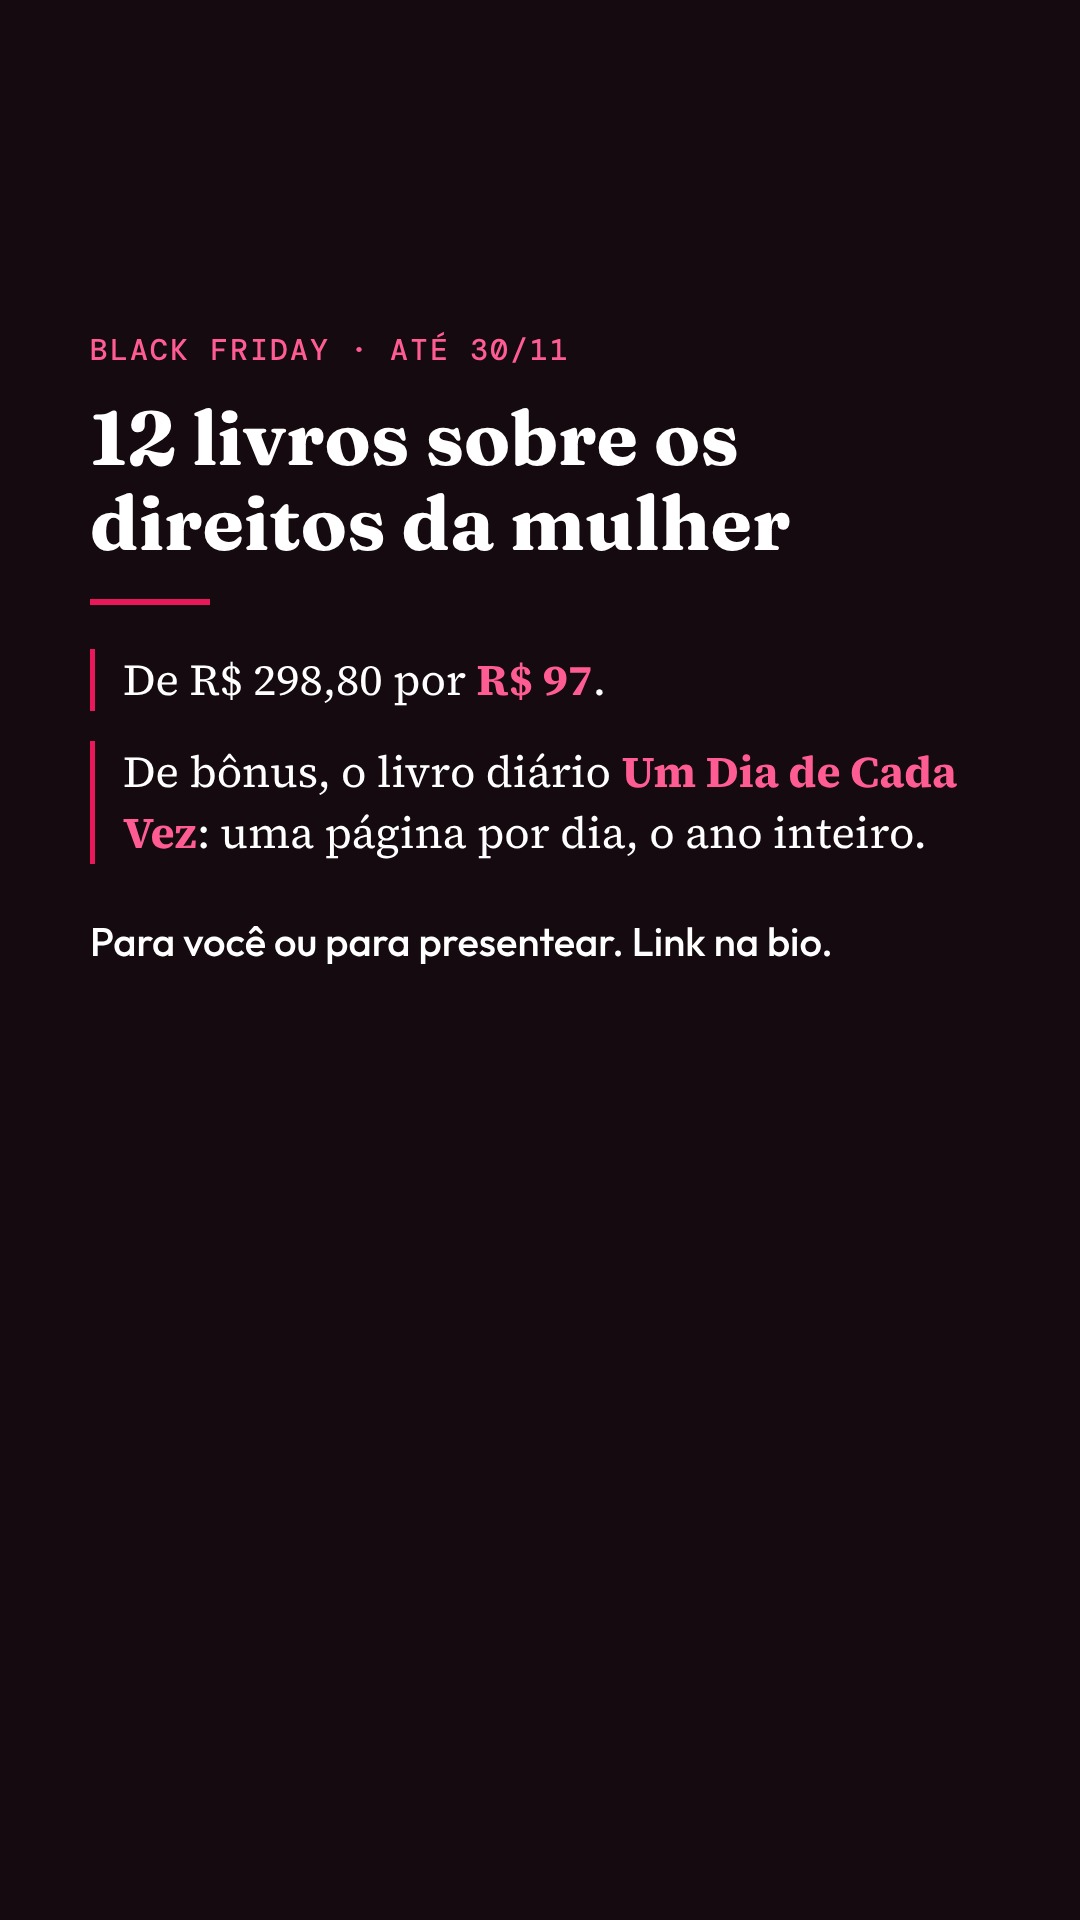 BLACK FRIDAY · ATÉ 30/11
12 livros sobre os
direitos da mulher
De R$ 298,80 por R$ 97.
De bônus, o livro diário Um Dia de Cada
Vez: uma página por dia, o ano inteiro.
Para você ou para presentear. Link na bio.